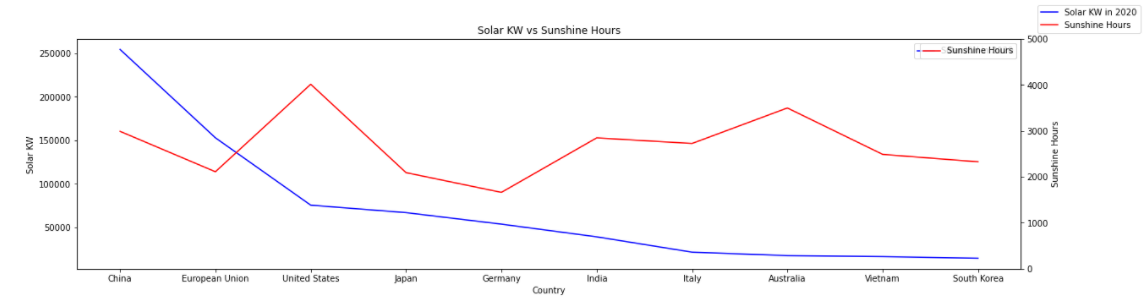 Solar KW in 2020
Sunshine Hours
Solar KW vs Sunshine Hours
Sunshine Hours
250000
200000
150000
100000
50000
Solar KW
5000
4000
3000
2000
1000
0
Sunshine Hours
China European Union United States Japan Germany India Italy Australia Vietnam South Korea
Country